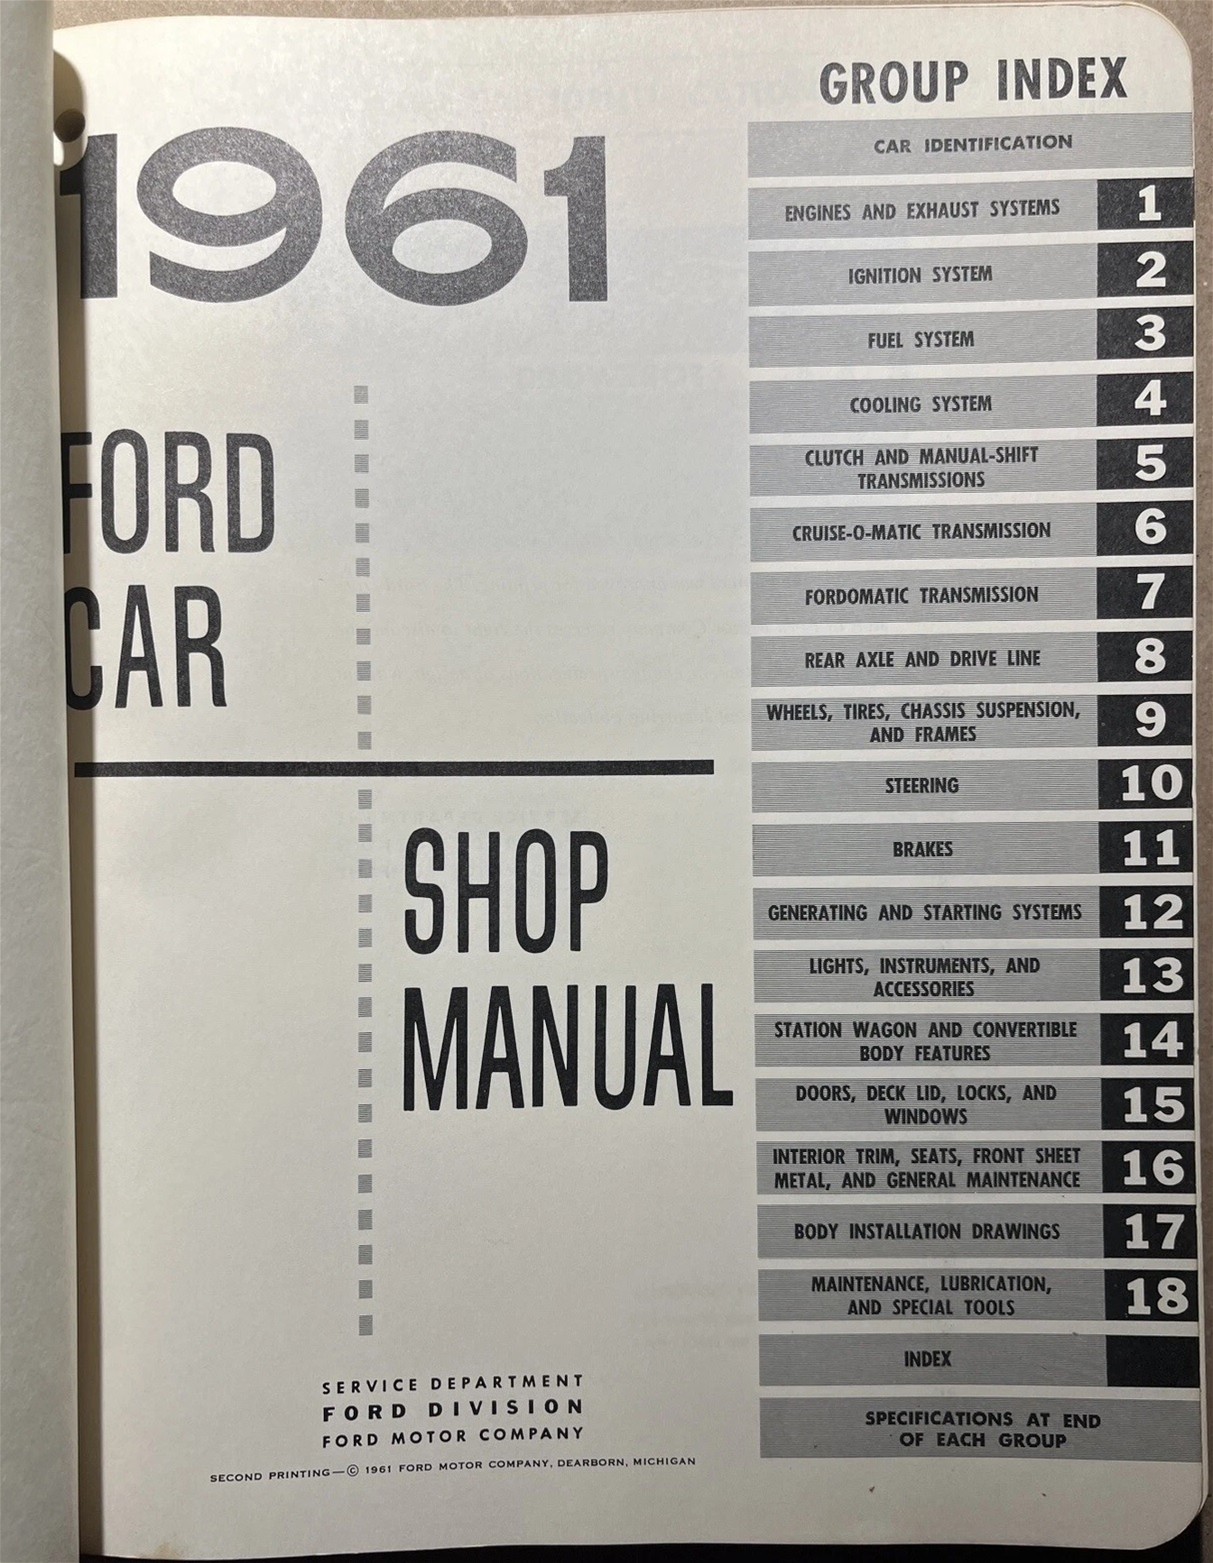 1961
FORD
CAR
SHOP
MANUAL
SERVICE DEPARTMENT
FORD DIVISION
FORD MOTOR COMPANY
SECOND PRINTING—© 1961 FORD MOTOR COMPANY, DEARBORN, MICHIGAN
GROUP INDEX
CAR IDENTIFICATION
ENGINES AND EXHAUST SYSTEMS 1
IGNITION SYSTEM 2
FUEL SYSTEM 3
COOLING SYSTEM 4
CLUTCH AND MANUAL-SHIFT
TRANSMISSIONS 5
CRUISE-O-MATIC TRANSMISSION 6
FORDOMATIC TRANSMISSION 7
REAR AXLE AND DRIVE LINE 8
WHEELS, TIRES, CHASSIS SUSPENSION,
AND FRAMES 9
STEERING 10
BRAKES 11
GENERATING AND STARTING SYSTEMS 12
LIGHTS, INSTRUMENTS, AND
ACCESSORIES 13
STATION WAGON AND CONVERTIBLE
BODY FEATURES 14
DOORS, DECK LID, LOCKS, AND
WINDOWS 15
INTERIOR TRIM, SEATS, FRONT SHEET
METAL, AND GENERAL MAINTENANCE 16
BODY INSTALLATION DRAWINGS 17
MAINTENANCE, LUBRICATION,
AND SPECIAL TOOLS 18
INDEX
SPECIFICATIONS AT END
OF EACH GROUP